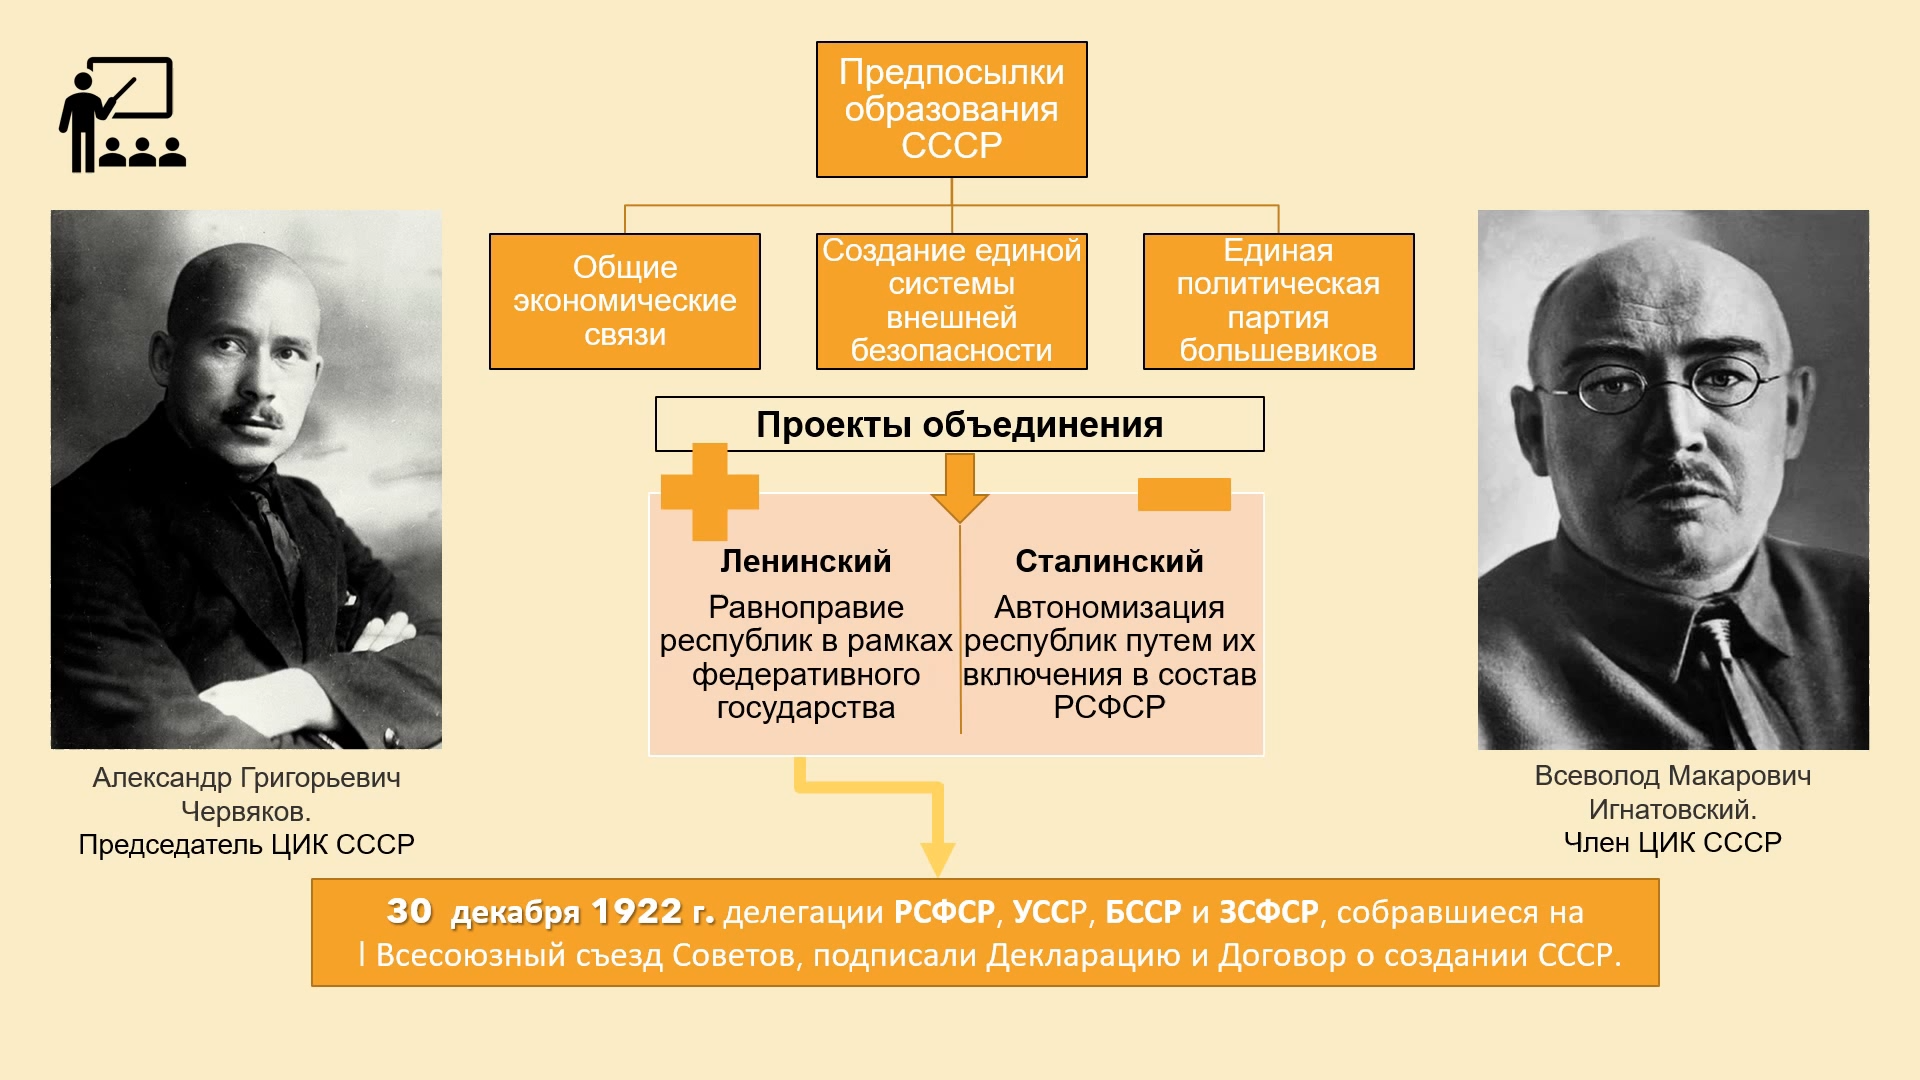 Предпосылки
образования
СССР
Общие
экономические
связи
Создание единой
системы
внешней
безопасности
Единая
политическая
партия
большевиков
Проекты объединения
Ленинский
Равноправие
республик в рамках
федеративного
государства
Сталинский
Автономизация
республик путем их
включения в состав
РСФСР
Александр Григорьевич
Червяков.
Председатель ЦИК СССР
Всеволод Макарович
Игнатовский.
Член ЦИК СССР
30 декабря 1922 г. делегации РСФСР, УССР, БССР и ЗСФСР, собравшиеся на
I Всесоюзный съезд Советов, подписали Декларацию и Договор о создании СССР.